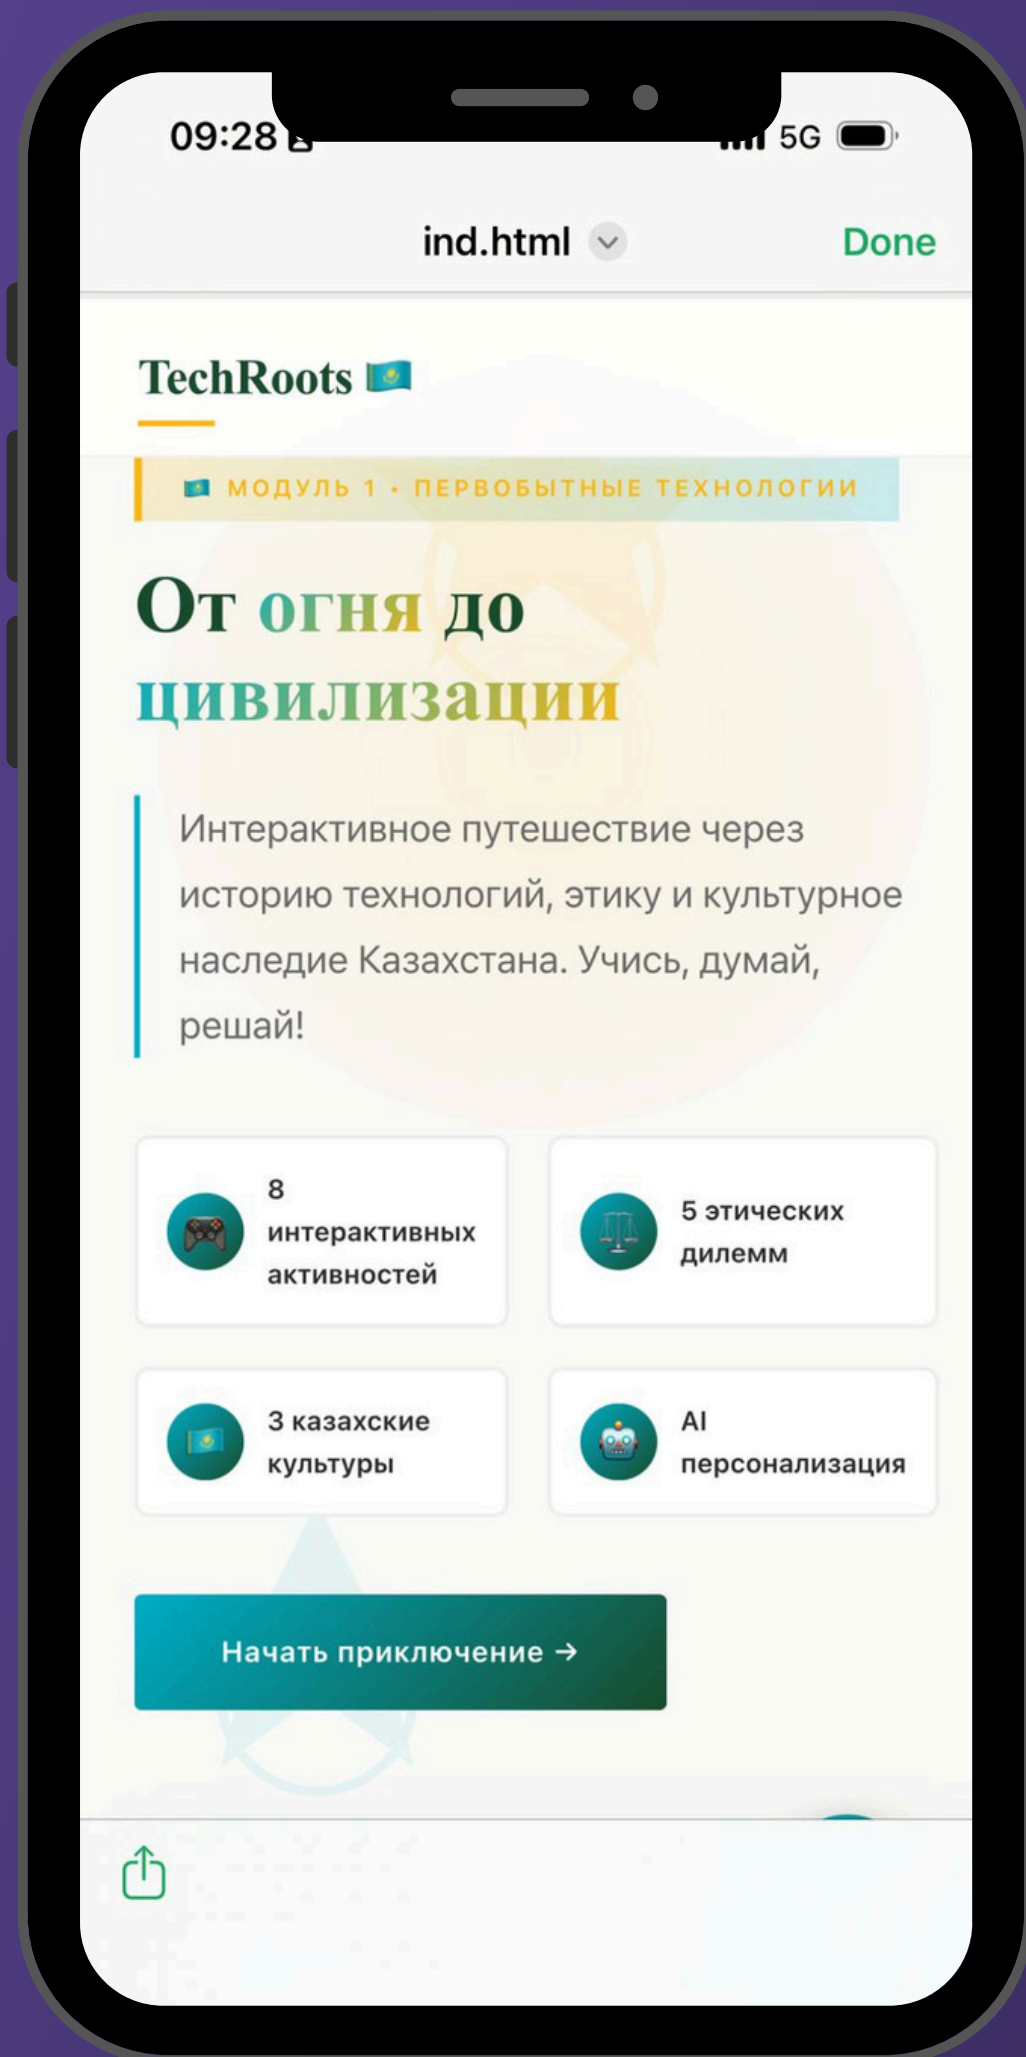 09:28
5G
ind.html
Done
TechRoots
МОДУЛЬ 1 • ПЕРВОБЫТНЫЕ ТЕХНОЛОГИИ
От огня до
цивилизации
Интерактивное путешествие через
историю технологий, этику и культурное
наследие Казахстана. Учись, думай,
решай!
8
интерактивных
активностей
5 этических
дилемм
3 казахские
культуры
AI
персонализация
Начать приключение →